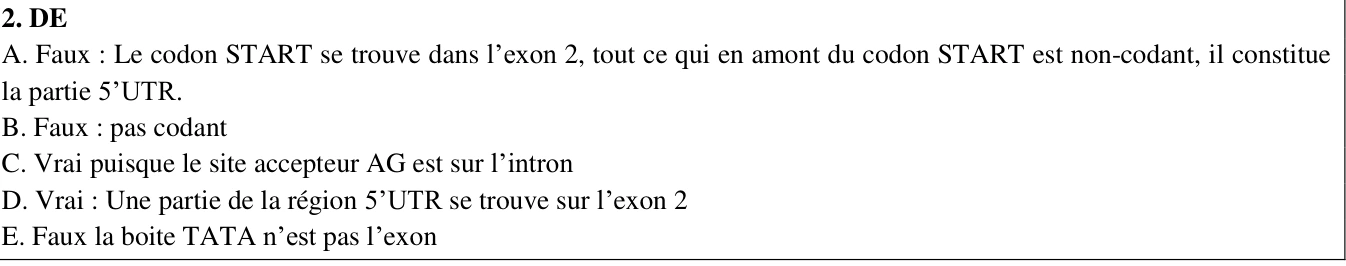 2. DE
A. Faux : Le codon START se trouve dans l’exon 2, tout ce qui en amont du codon START est non-codant, il constitue
la partie 5’UTR.
B. Faux : pas codant
C. Vrai puisque le site accepteur AG est sur l’intron
D. Vrai : Une partie de la région 5’UTR se trouve sur l’exon 2
E. Faux la boite TATA n’est pas l’exon